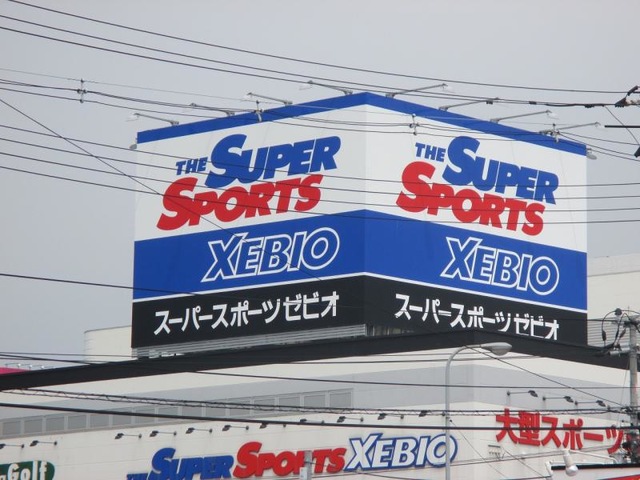 THE SUPER
SPORTS
XEBIO
スーパースポーツゼビオ
THE SUPER
SPORTS
XEBIO
スーパースポーツゼビオ
THE SUPER SPORTS XEBIO
大型スポーツ
Golf